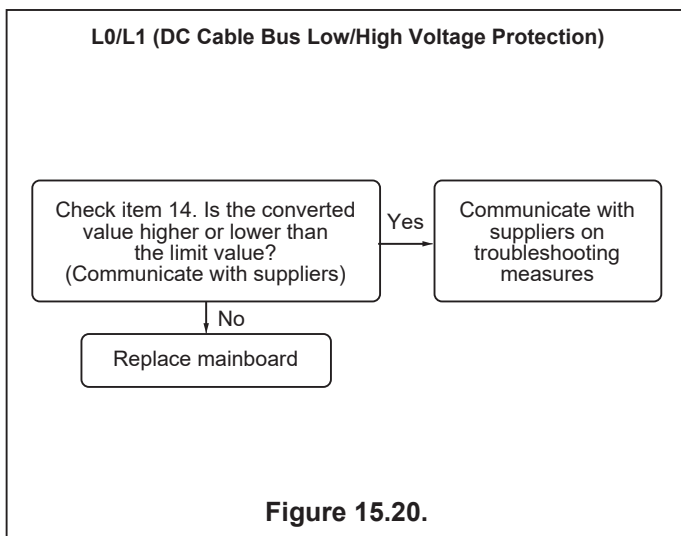 L0/L1 (DC Cable Bus Low/High Voltage Protection)
Check item 14. Is the converted
value higher or lower than
the limit value?
(Communicate with suppliers)
Yes
Communicate with
suppliers on
troubleshooting
measures
No
Replace mainboard
Figure 15.20.